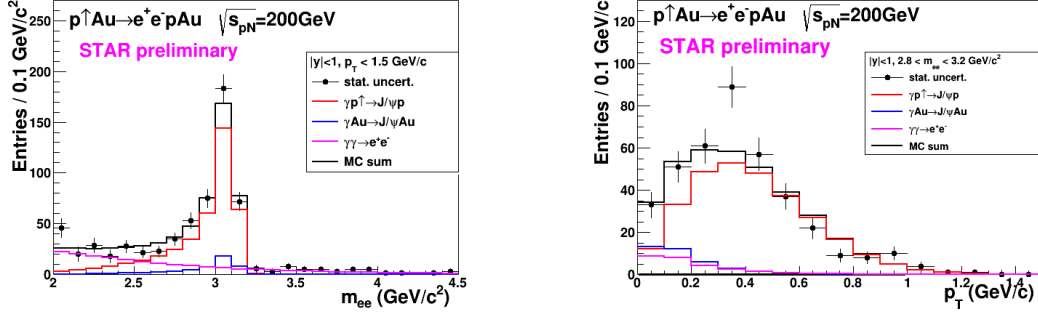 p↑Au→e⁺e⁻pAu √s_pN=200GeV
STAR preliminary
|y|<1, p_T < 1.5 GeV/c
stat. uncert.
γp↑→J/ψp
γAu→J/ψAu
γγ→e⁺e⁻
MC sum
Entries / 0.1 GeV/c²
250
200
150
100
50
0
2 2.5 3 3.5 4 4.5
m_ee (GeV/c²)
p↑Au→e⁺e⁻pAu √s_pN=200GeV
STAR preliminary
|y|<1, 2.8 < m_ee < 3.2 GeV/c²
stat. uncert.
γp↑→J/ψp
γAu→J/ψAu
γγ→e⁺e⁻
MC sum
Entries / 0.1 GeV/c
120
100
80
60
40
20
0
0 0.2 0.4 0.6 0.8 1 1.2 1.4
p_T (GeV/c)